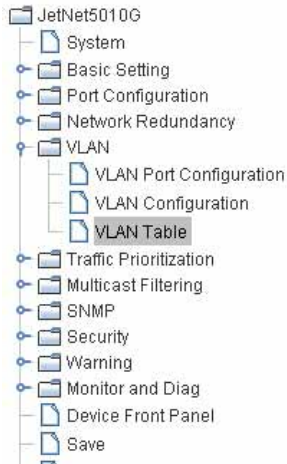 JetNet5010G
System
Basic Setting
Port Configuration
Network Redundancy
VLAN
VLAN Port Configuration
VLAN Configuration
VLAN Table
Traffic Prioritization
Multicast Filtering
SNMP
Security
Warning
Monitor and Diag
Device Front Panel
Save